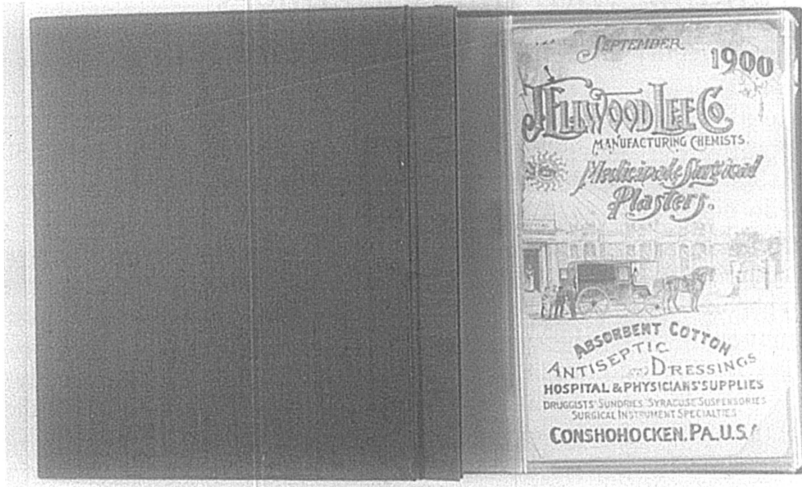 SEPTEMBER
1900
J. ELLWOOD LEE CO.
MANUFACTURING CHEMISTS.
Medicinal & Surgical
Plasters.
ABSORBENT COTTON
ANTISEPTIC
AND DRESSINGS
HOSPITAL & PHYSICIANS' SUPPLIES
DRUGGISTS' SUNDRIES SYRACUSE SUSPENSORIES
SURGICAL INSTRUMENT SPECIALTIES
CONSHOHOCKEN, PA., U.S.A.